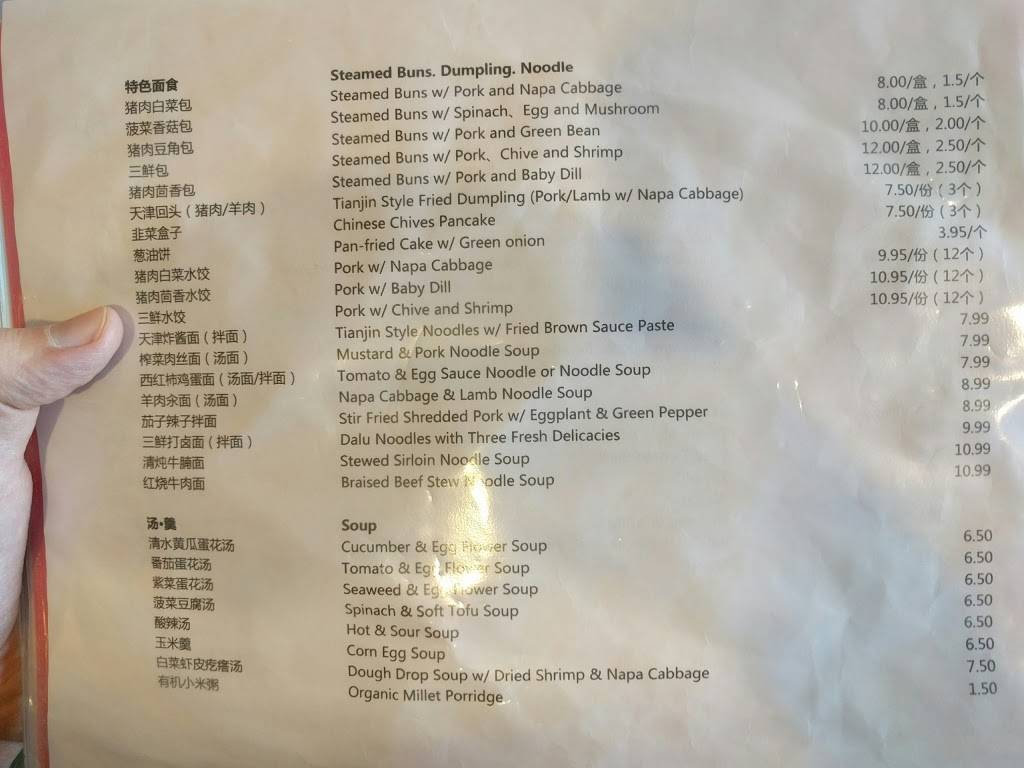 特色面食 Steamed Buns. Dumpling. Noodle
猪肉白菜包 Steamed Buns w/ Pork and Napa Cabbage 8.00/盒，1.5/个
菠菜香菇包 Steamed Buns w/ Spinach、Egg and Mushroom 8.00/盒，1.5/个
猪肉豆角包 Steamed Buns w/ Pork and Green Bean 10.00/盒，2.00/个
三鲜包 Steamed Buns w/ Pork、Chive and Shrimp 12.00/盒，2.50/个
猪肉茴香包 Steamed Buns w/ Pork and Baby Dill 12.00/盒，2.50/个
天津回头（猪肉/羊肉） Tianjin Style Fried Dumpling (Pork/Lamb w/ Napa Cabbage) 7.50/份（3个）
韭菜盒子 Chinese Chives Pancake 7.50/份（3个）
葱油饼 Pan-fried Cake w/ Green onion 3.95/个
猪肉白菜水饺 Pork w/ Napa Cabbage 9.95/份（12个）
猪肉茴香水饺 Pork w/ Baby Dill 10.95/份（12个）
三鲜水饺 Pork w/ Chive and Shrimp 10.95/份（12个）
天津炸酱面（拌面） Tianjin Style Noodles w/ Fried Brown Sauce Paste 7.99
榨菜肉丝面（汤面） Mustard & Pork Noodle Soup 7.99
西红柿鸡蛋面（汤面/拌面） Tomato & Egg Sauce Noodle or Noodle Soup 7.99
羊肉汆面（汤面） Napa Cabbage & Lamb Noodle Soup 8.99
茄子辣子拌面 Stir Fried Shredded Pork w/ Eggplant & Green Pepper 8.99
三鲜打卤面（拌面） Dalu Noodles with Three Fresh Delicacies 9.99
清炖牛腩面 Stewed Sirloin Noodle Soup 10.99
红烧牛肉面 Braised Beef Stew Noodle Soup 10.99
汤•羹 Soup
清水黄瓜蛋花汤 Cucumber & Egg Flower Soup 6.50
番茄蛋花汤 Tomato & Egg Flower Soup 6.50
紫菜蛋花汤 Seaweed & Egg Flower Soup 6.50
菠菜豆腐汤 Spinach & Soft Tofu Soup 6.50
酸辣汤 Hot & Sour Soup 6.50
玉米羹 Corn Egg Soup 6.50
白菜虾皮疙瘩汤 Dough Drop Soup w/ Dried Shrimp & Napa Cabbage 7.50
有机小米粥 Organic Millet Porridge 1.50